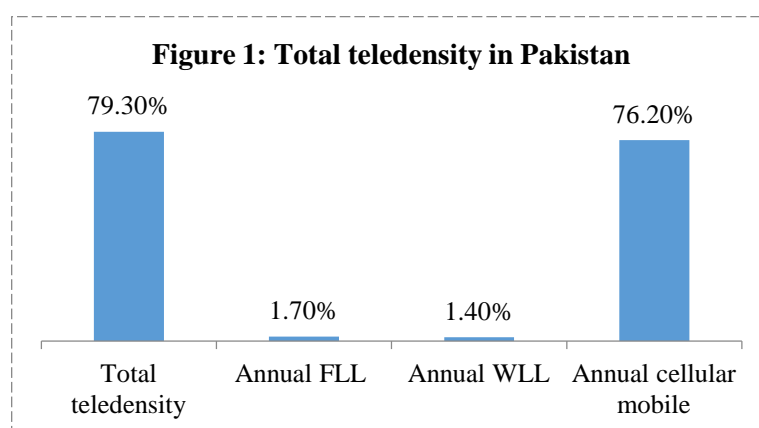 Figure 1: Total teledensity in Pakistan
79.30%
1.70%
1.40%
76.20%
Total
teledensity
Annual FLL
Annual WLL
Annual cellular
mobile